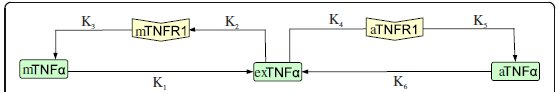 K3 mTNFR1 K2 K4 aTNFR1 K5
mTNFα exTNFα aTNFα
K1 K6